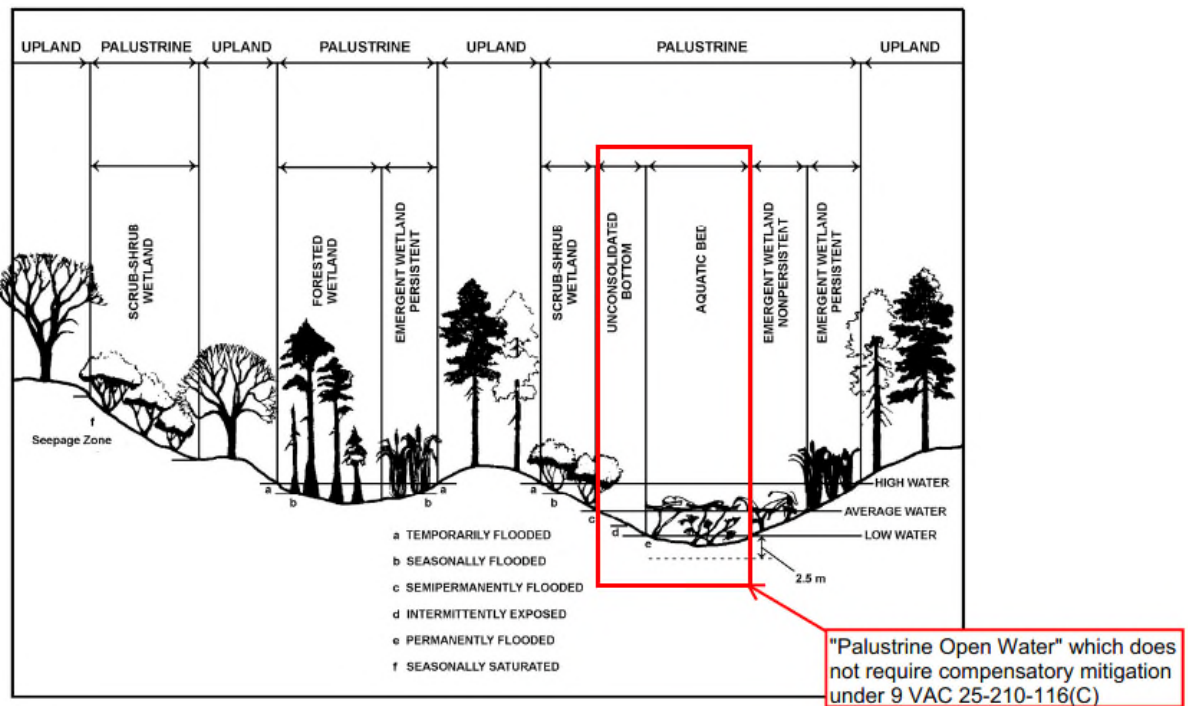 UPLAND PALUSTRINE UPLAND PALUSTRINE UPLAND PALUSTRINE UPLAND
SCRUB-SHRUB
WETLAND
FORESTED
WETLAND
EMERGENT WETLAND
PERSISTENT
SCRUB-SHRUB
WETLAND
UNCONSOLIDATED
BOTTOM
AQUATIC BED
EMERGENT WETLAND
NONPERSISTENT
EMERGENT WETLAND
PERSISTENT
f
Seepage Zone
a
b
b
a
a
b
c
d
e
HIGH WATER
AVERAGE WATER
LOW WATER
2.5 m
a TEMPORARILY FLOODED
b SEASONALLY FLOODED
c SEMIPERMANENTLY FLOODED
d INTERMITTENTLY EXPOSED
e PERMANENTLY FLOODED
f SEASONALLY SATURATED
"Palustrine Open Water" which does
not require compensatory mitigation
under 9 VAC 25-210-116(C)